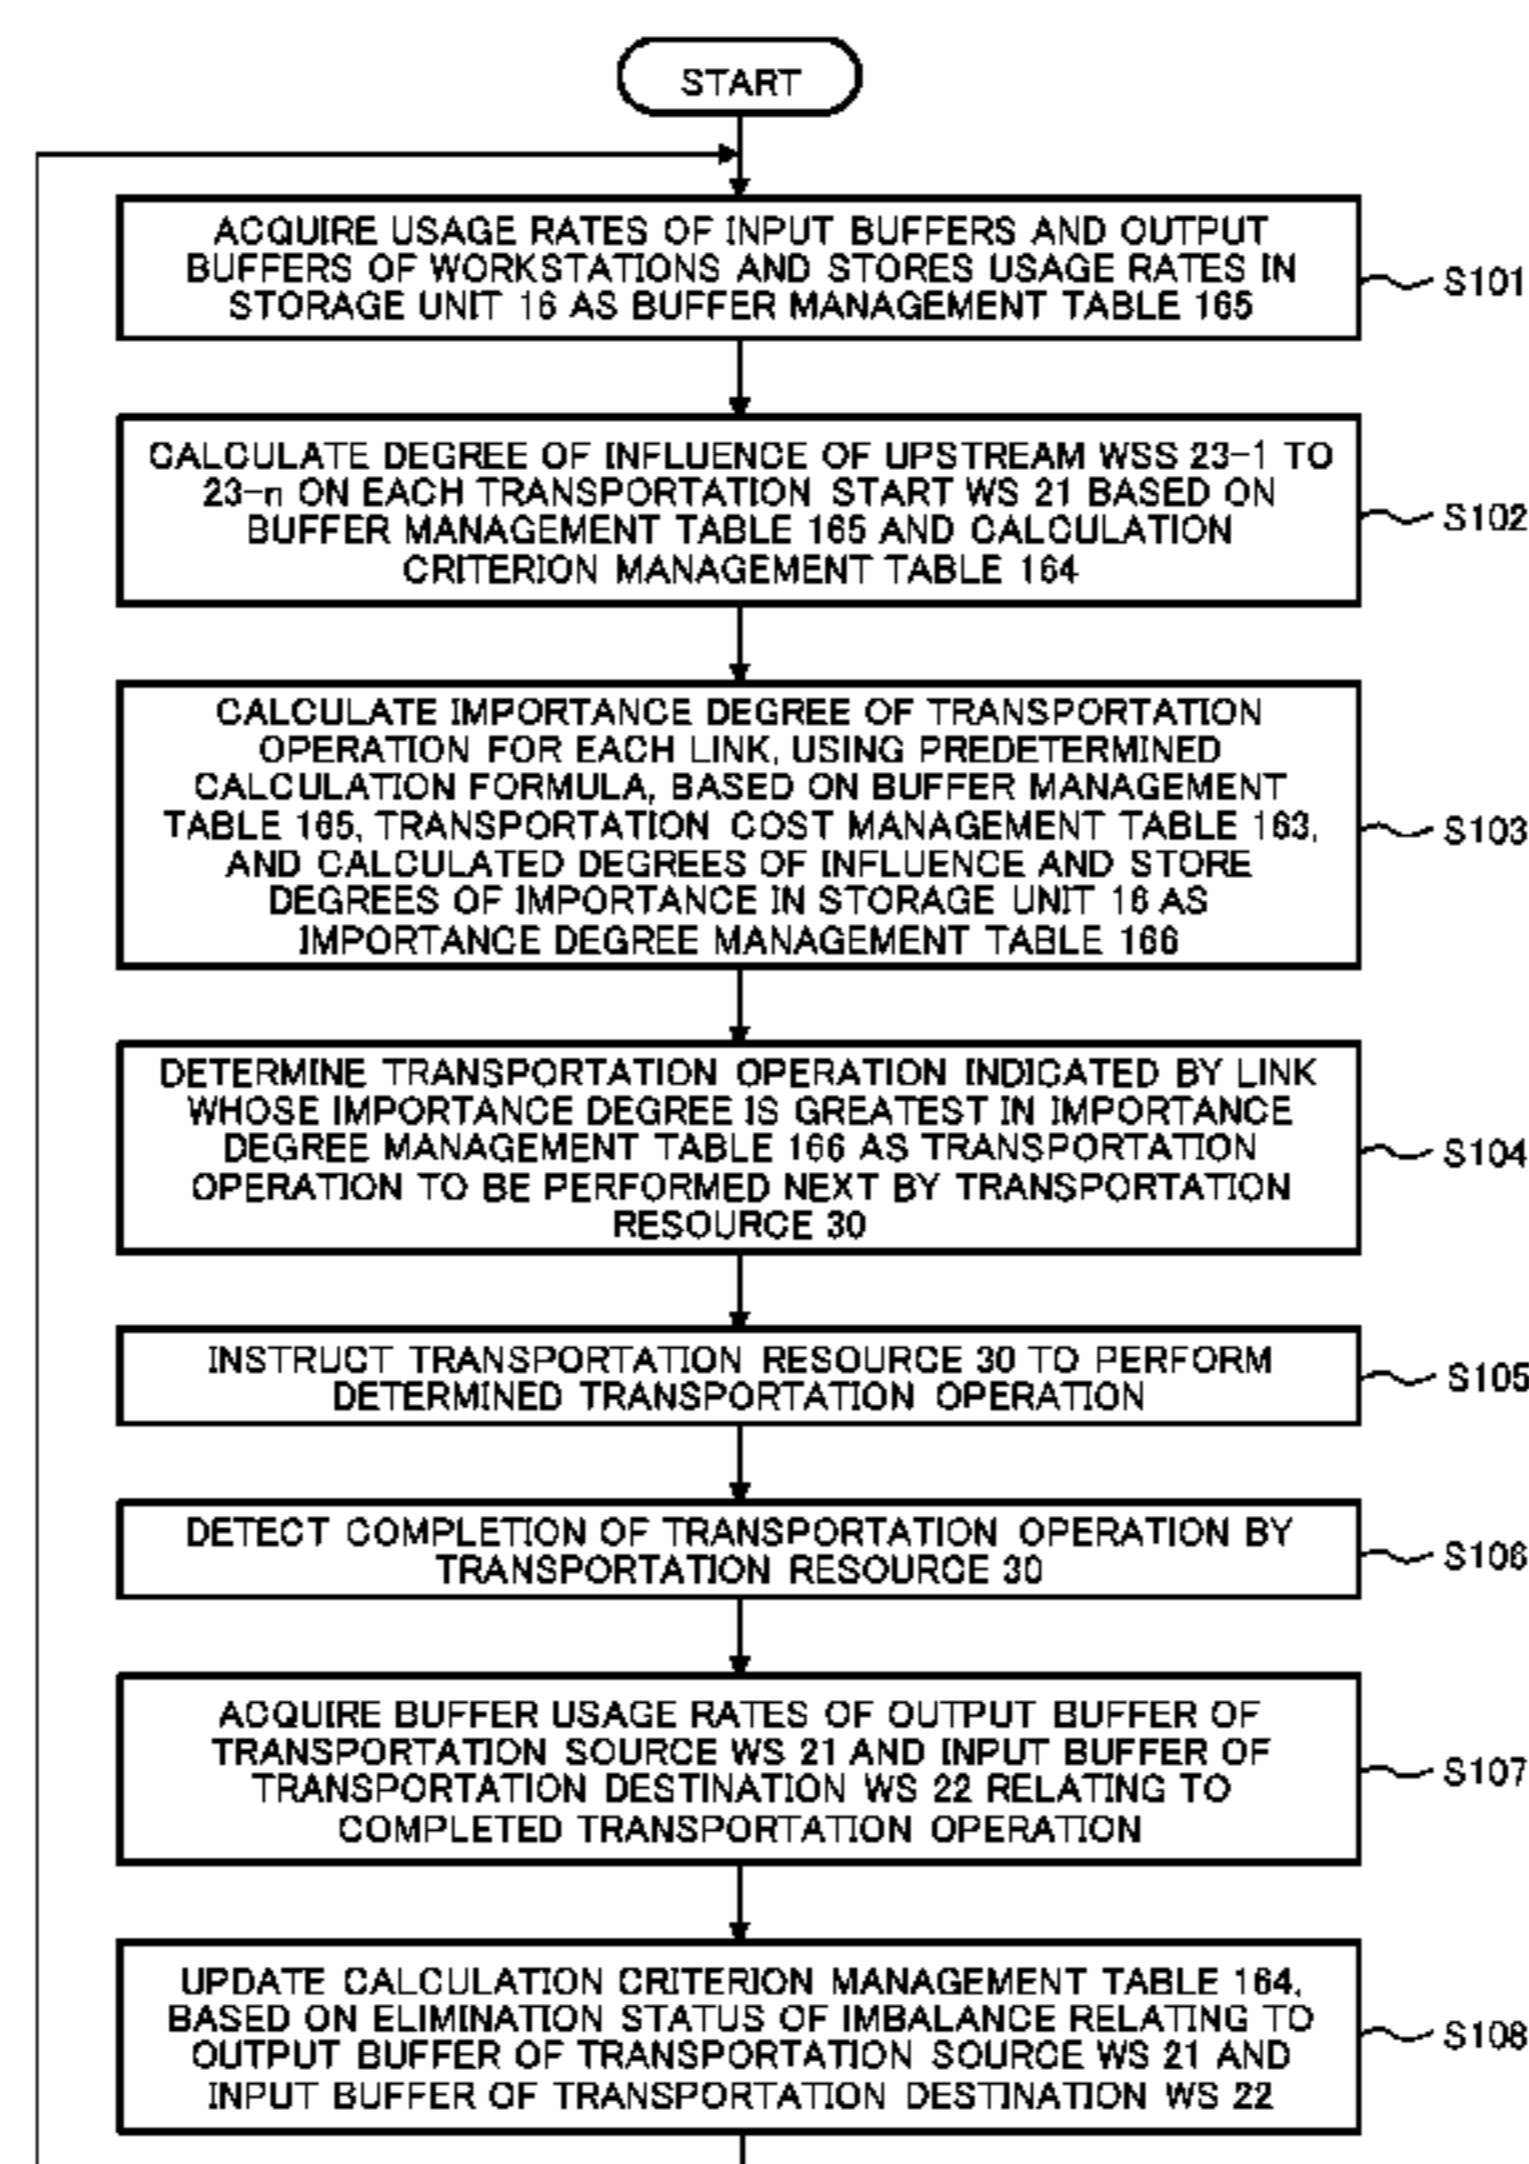 START
ACQUIRE USAGE RATES OF INPUT BUFFERS AND OUTPUT
BUFFERS OF WORKSTATIONS AND STORES USAGE RATES IN
STORAGE UNIT 16 AS BUFFER MANAGEMENT TABLE 165
S101
CALCULATE DEGREE OF INFLUENCE OF UPSTREAM WSS 23-1 TO
23-n ON EACH TRANSPORTATION START WS 21 BASED ON
BUFFER MANAGEMENT TABLE 165 AND CALCULATION
CRITERION MANAGEMENT TABLE 164
S102
CALCULATE IMPORTANCE DEGREE OF TRANSPORTATION
OPERATION FOR EACH LINK, USING PREDETERMINED
CALCULATION FORMULA, BASED ON BUFFER MANAGEMENT
TABLE 165, TRANSPORTATION COST MANAGEMENT TABLE 163,
AND CALCULATED DEGREES OF INFLUENCE AND STORE
DEGREES OF IMPORTANCE IN STORAGE UNIT 16 AS
IMPORTANCE DEGREE MANAGEMENT TABLE 166
S103
DETERMINE TRANSPORTATION OPERATION INDICATED BY LINK
WHOSE IMPORTANCE DEGREE IS GREATEST IN IMPORTANCE
DEGREE MANAGEMENT TABLE 166 AS TRANSPORTATION
OPERATION TO BE PERFORMED NEXT BY TRANSPORTATION
RESOURCE 30
S104
INSTRUCT TRANSPORTATION RESOURCE 30 TO PERFORM
DETERMINED TRANSPORTATION OPERATION
S105
DETECT COMPLETION OF TRANSPORTATION OPERATION BY
TRANSPORTATION RESOURCE 30
S106
ACQUIRE BUFFER USAGE RATES OF OUTPUT BUFFER OF
TRANSPORTATION SOURCE WS 21 AND INPUT BUFFER OF
TRANSPORTATION DESTINATION WS 22 RELATING TO
COMPLETED TRANSPORTATION OPERATION
S107
UPDATE CALCULATION CRITERION MANAGEMENT TABLE 164,
BASED ON ELIMINATION STATUS OF IMBALANCE RELATING TO
OUTPUT BUFFER OF TRANSPORTATION SOURCE WS 21 AND
INPUT BUFFER OF TRANSPORTATION DESTINATION WS 22
S108